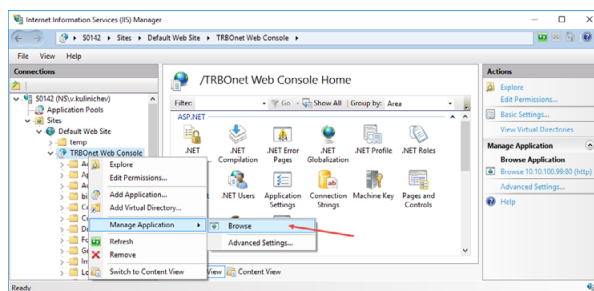 Internet Information Services (IIS) Manager
S0142 Sites Default Web Site TRBOnet Web Console
File View Help
Connections
S0142 (NS\v.kulinichev)
Application Pools
Sites
Default Web Site
temp
TRBOnet Web Console
Explore
Edit Permissions...
Add Application...
Add Virtual Directory...
Manage Application
Refresh
Remove
Switch to Content View
Browse
Advanced Settings...
/TRBOnet Web Console Home
Filter: Go Show All Group by: Area
ASP.NET
.NET Compilation
.NET Error Pages
.NET Globalization
.NET Profile
.NET Roles
.NET Users
Application Settings
Connection Strings
Machine Key
Pages and Controls
View Content View
Actions
Explore
Edit Permissions...
Basic Settings...
View Virtual Directories
Manage Application
Browse Application
Browse 10.10.100.99:80 (http)
Advanced Settings...
Help
Ready